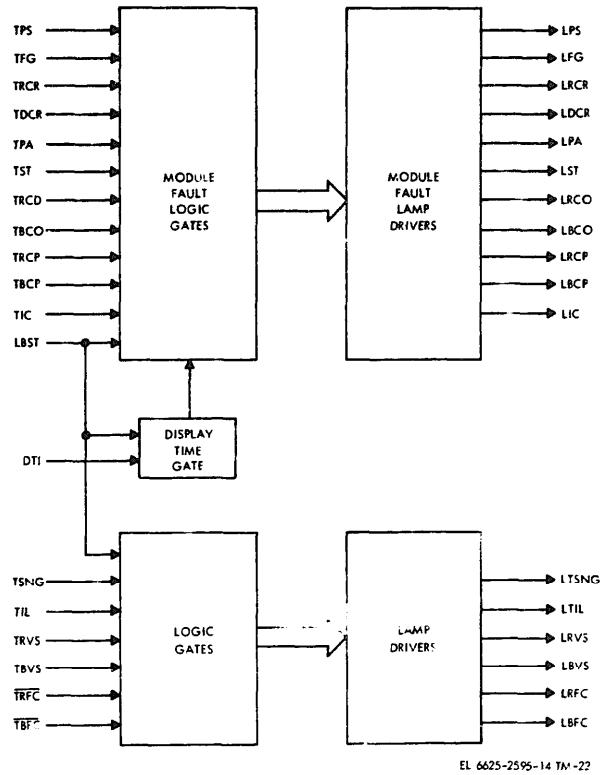 TPS
TFG
TRCR
TDCR
TPA
TST
TRCD
TBCO
TRCP
TBCP
TIC
LBST
MODULE
FAULT
LOGIC
GATES
MODULE
FAULT
LAMP
DRIVERS
LPS
LFG
LRCR
LDCR
LPA
LST
LRCO
LBCO
LRCP
LBCP
LIC
DTI
DISPLAY
TIME
GATE
TSNG
TIL
TRVS
TBVS
TRFC
TBFC
LOGIC
GATES
LAMP
DRIVERS
LTSNG
LTIL
LRVS
LBVS
LRFC
LBFC
EL 6625-2595-14 TM-22